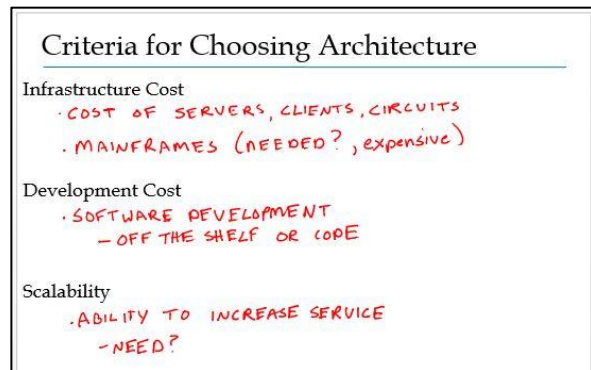 Criteria for Choosing Architecture
Infrastructure Cost
· COST OF SERVERS, CLIENTS, CIRCUITS
· MAINFRAMES (NEEDED?, expensive)
Development Cost
· SOFTWARE DEVELOPMENT
- OFF THE SHELF OR CODE
Scalability
· ABILITY TO INCREASE SERVICE
- NEED?